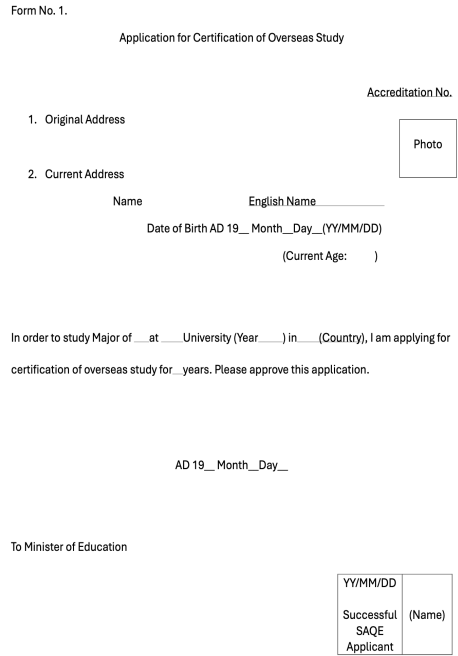 Form No. 1.
Application for Certification of Overseas Study
Accreditation No.
1. Original Address
Photo
2. Current Address
Name English Name
Date of Birth AD 19__ Month__Day__(YY/MM/DD)
(Current Age: )
In order to study Major of ___at ____University (Year____) in____(Country), I am applying for
certification of overseas study for__years. Please approve this application.
AD 19__ Month__Day__
To Minister of Education
YY/MM/DD
Successful (Name)
SAQE
Applicant